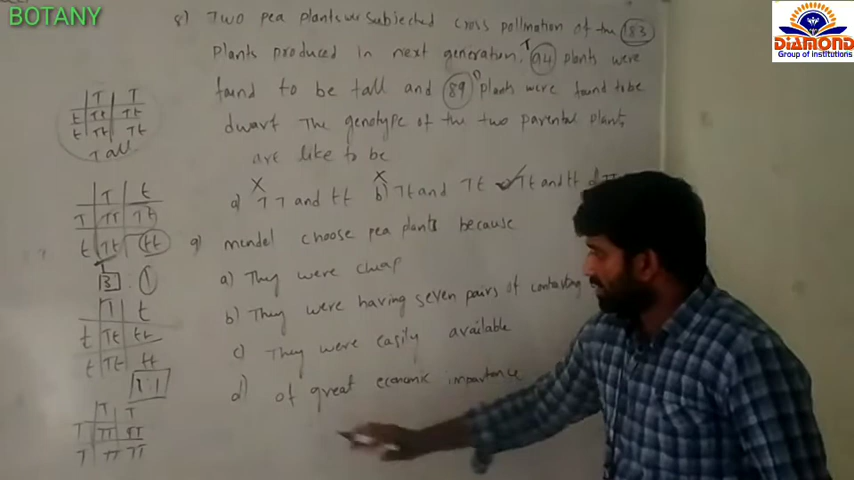 BOTANY
DiAMOND
Group of institutions
8) Two pea plants were subjected cross pollination of the 183
Plants produced in next generation, 94 plants were
T
found to be tall and 89 plants were found to be
D
dwarf The genotype of the two parental plants
are like to be
X X
a) TT and tt b) Tt and Tt ✓ Tt and tt d) TT
9) mendel choose pea plants because
a) They were cheap
b) They were having seven pairs of contrasting
c) They were easily available
d) of great economic importance
T T
t Tt Tt
t Tt Tt
Tall
T t
T TT Tt
t Tt tt
3 : 1
T t
t Tt tt
t Tt tt
1:1
T T
T TT TT
T TT TT